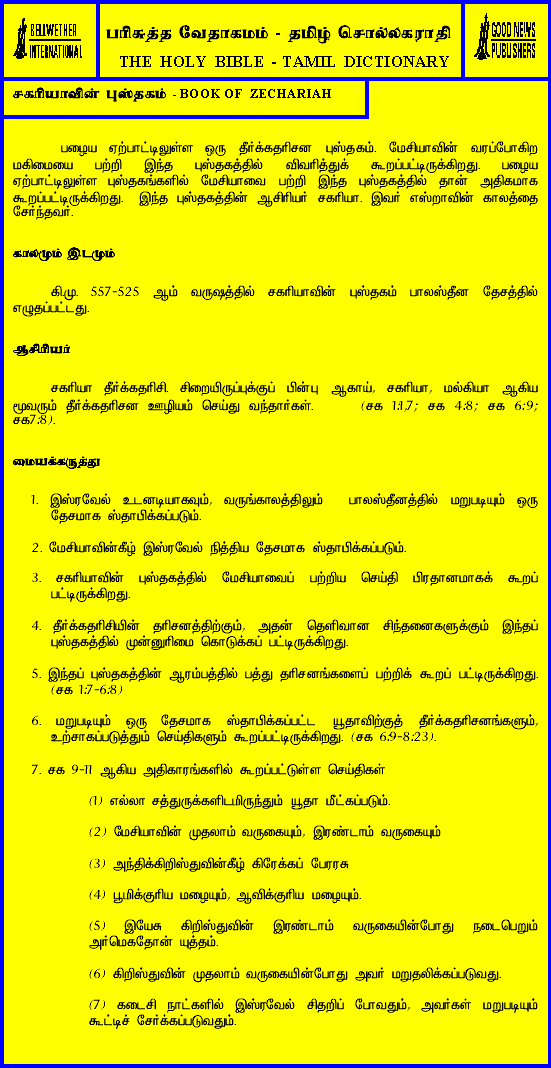 BELLWETHER
INTERNATIONAL
பரிசுத்த வேதாகமம் - தமிழ் சொல்லகராதி
THE HOLY BIBLE - TAMIL DICTIONARY
GOOD NEWS
PUBLISHERS
சகரியாவின் புஸ்தகம் - BOOK OF ZECHARIAH
பழைய ஏற்பாட்டிலுள்ள ஒரு தீர்க்கதரிசன புஸ்தகம். மேசியாவின் வரப்போகிற
மகிமையை பற்றி இந்த புஸ்தகத்தில் விவரித்துக் கூறப்பட்டிருக்கிறது. பழைய
ஏற்பாட்டிலுள்ள புஸ்தகங்களில் மேசியாவை பற்றி இந்த புஸ்தகத்தில் தான் அதிகமாக
கூறப்பட்டிருக்கிறது. இந்த புஸ்தகத்தின் ஆசிரியர் சகரியா. இவர் எஸ்றாவின் காலத்தை
சேர்ந்தவர்.
காலமும் இடமும்
கி.மு. 557-525 ஆம் வருஷத்தில் சகரியாவின் புஸ்தகம் பாலஸ்தீன தேசத்தில்
எழுதப்பட்டது.
ஆசிரியர்
சகரியா தீர்க்கதரிசி. சிறையிருப்புக்குப் பின்பு ஆகாய், சகரியா, மல்கியா ஆகிய
மூவரும் தீர்க்கதரிசன ஊழியம் செய்து வந்தார்கள். (சக 1:1,7; சக 4:8; சக 6:9;
சக7:8).
மையக்கருத்து
1. இஸ்ரவேல் உடனடியாகவும், வருங்காலத்திலும் பாலஸ்தீனத்தில் மறுபடியும் ஒரு
தேசமாக ஸ்தாபிக்கப்படும்.
2. மேசியாவின்கீழ் இஸ்ரவேல் நித்திய தேசமாக ஸ்தாபிக்கப்படும்.
3. சகரியாவின் புஸ்தகத்தில் மேசியாவைப் பற்றிய செய்தி பிரதானமாகக் கூறப்
பட்டிருக்கிறது.
4. தீர்க்கதரிசியின் தரிசனத்திற்கும், அதன் தெளிவான சிந்தனைகளுக்கும் இந்தப்
புஸ்தகத்தில் முன்னுரிமை கொடுக்கப் பட்டிருக்கிறது.
5. இந்தப் புஸ்தகத்தின் ஆரம்பத்தில் பத்து தரிசனங்களைப் பற்றிக் கூறப் பட்டிருக்கிறது.
(சக 1:7-6:8)
6. மறுபடியும் ஒரு தேசமாக ஸ்தாபிக்கப்பட்ட யூதாவிற்குத் தீர்க்கதரிசனங்களும்,
உற்சாகப்படுத்தும் செய்திகளும் கூறப்பட்டிருக்கிறது. (சக 6:9-8:23).
7. சக 9-11 ஆகிய அதிகாரங்களில் கூறப்பட்டுள்ள செய்திகள்
(1) எல்லா சத்துருக்களிடமிருந்தும் யூதா மீட்கப்படும்.
(2) மேசியாவின் முதலாம் வருகையும், இரண்டாம் வருகையும்
(3) அந்திக்கிறிஸ்துவின்கீழ் கிரேக்கப் பேரரசு
(4) பூமிக்குரிய மழையும், ஆவிக்குரிய மழையும்.
(5) இயேசு கிறிஸ்துவின் இரண்டாம் வருகையின்போது நடைபெறும்
அர்மெகதோன் யுத்தம்.
(6) கிறிஸ்துவின் முதலாம் வருகையின்போது அவர் மறுதலிக்கப்படுவது.
(7) கடைசி நாட்களில் இஸ்ரவேல் சிதறிப் போவதும், அவர்கள் மறுபடியும்
கூட்டிச் சேர்க்கப்படுவதும்.